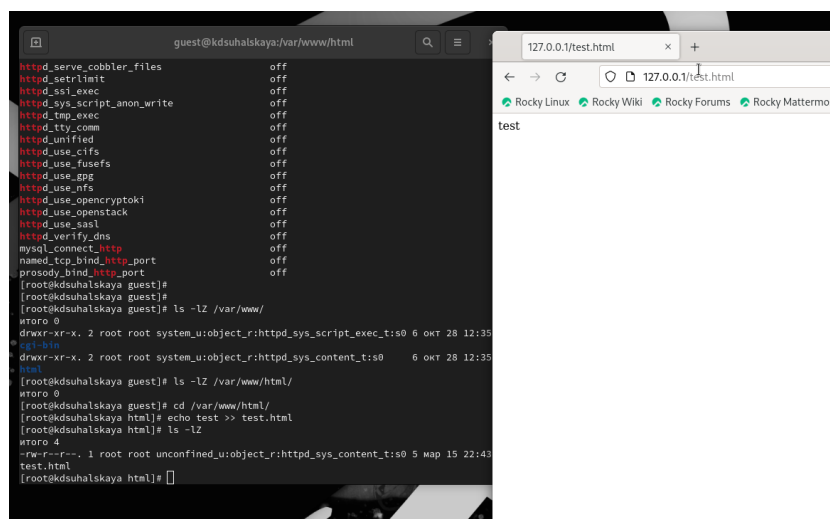 guest@kdsuhalskaya:/var/www/html
httpd_serve_cobbler_files off
httpd_setrlimit off
httpd_ssi_exec off
httpd_sys_script_anon_write off
httpd_tmp_exec off
httpd_tty_comm off
httpd_unified off
httpd_use_cifs off
httpd_use_fusefs off
httpd_use_gpg off
httpd_use_nfs off
httpd_use_opencryptoki off
httpd_use_openstack off
httpd_use_sasl off
httpd_verify_dns off
mysql_connect_http off
named_tcp_bind_http_port off
prosody_bind_http_port off
[root@kdsuhalskaya guest]#
[root@kdsuhalskaya guest]#
[root@kdsuhalskaya guest]# ls -lZ /var/www/
итого 0
drwxr-xr-x. 2 root root system_u:object_r:httpd_sys_script_exec_t:s0 6 окт 28 12:35
cgi-bin
drwxr-xr-x. 2 root root system_u:object_r:httpd_sys_content_t:s0 6 окт 28 12:35
html
[root@kdsuhalskaya guest]# ls -lZ /var/www/html/
итого 0
[root@kdsuhalskaya guest]# cd /var/www/html/
[root@kdsuhalskaya html]# echo test >> test.html
[root@kdsuhalskaya html]# ls -lZ
итого 4
-rw-r--r--. 1 root root unconfined_u:object_r:httpd_sys_content_t:s0 5 мар 15 22:43
test.html
[root@kdsuhalskaya html]#
127.0.0.1/test.html
127.0.0.1/test.html
Rocky Linux Rocky Wiki Rocky Forums Rocky Mattermo
test